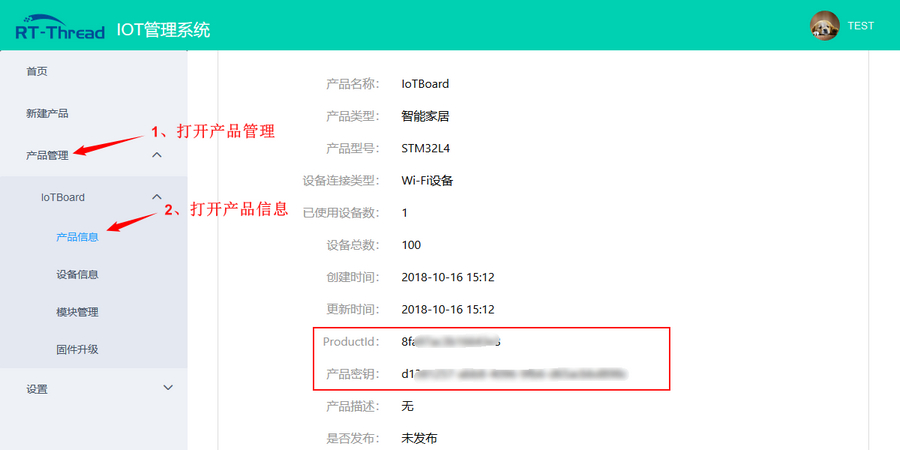 RT-Thread IOT管理系统
TEST
首页
新建产品
产品管理
1、打开产品管理
IoTBoard
2、打开产品信息
产品信息
设备信息
模块管理
固件升级
设置
产品名称： IoTBoard
产品类型： 智能家居
产品型号： STM32L4
设备连接类型： Wi-Fi设备
已使用设备数： 1
设备总数： 100
创建时间： 2018-10-16 15:12
更新时间： 2018-10-16 15:12
ProductId：
产品密钥：
产品描述： 无
是否发布： 未发布